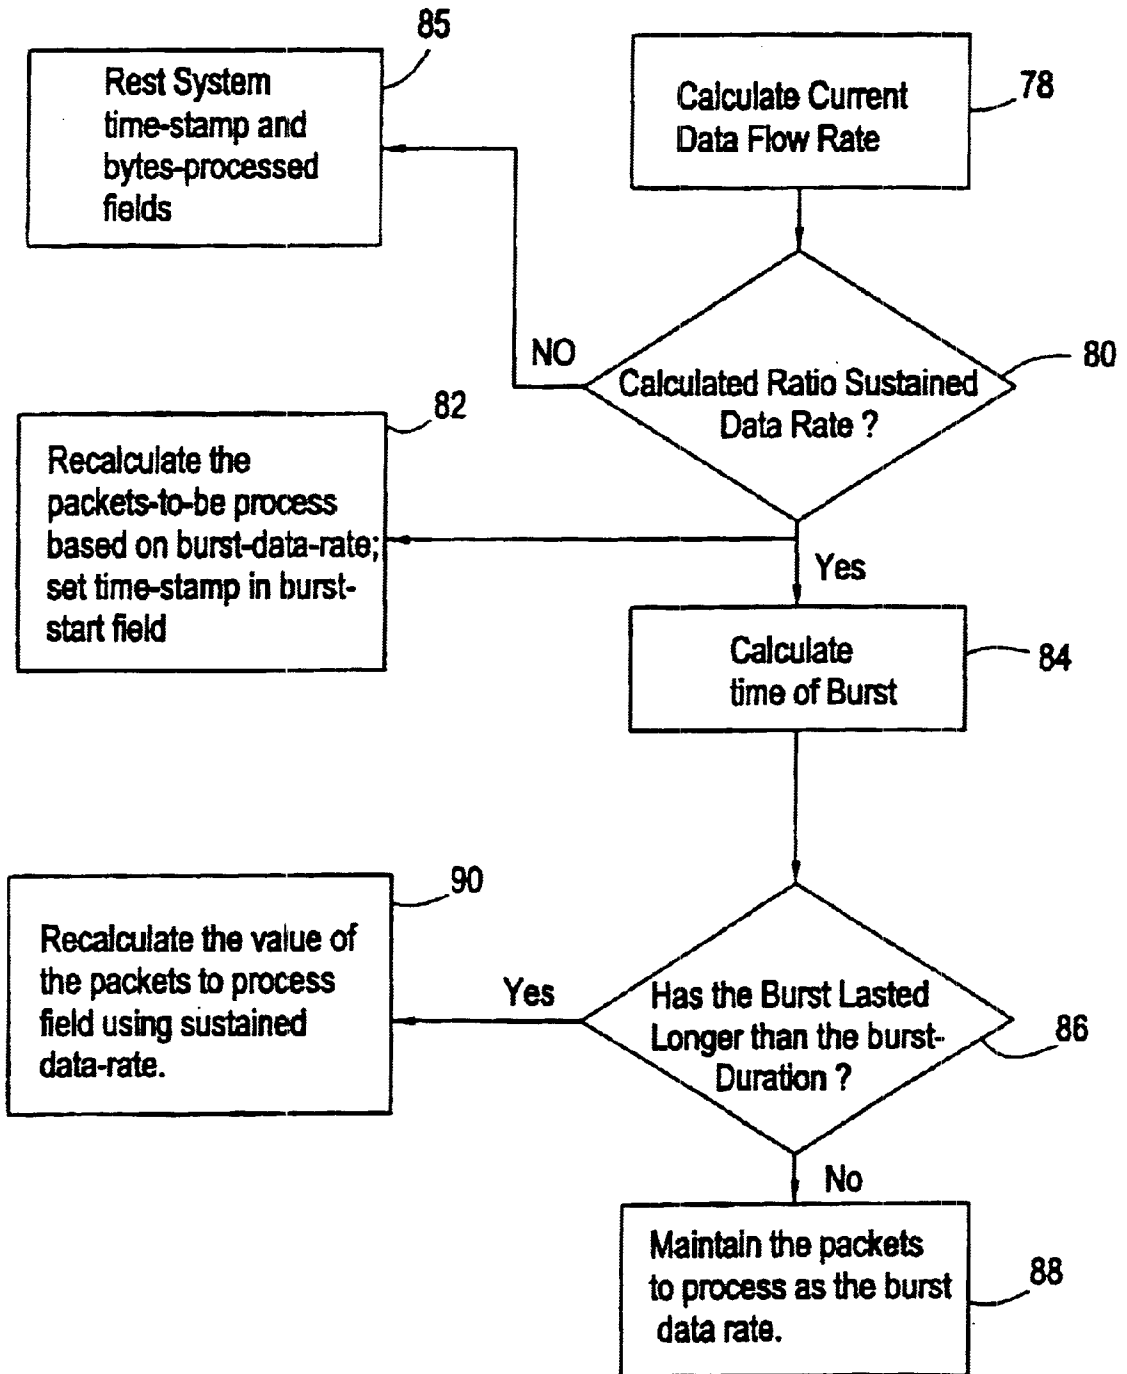 85
Rest System
time-stamp and
bytes-processed
fields
Calculate Current
Data Flow Rate
78
NO
Calculated Ratio Sustained
Data Rate ?
80
82
Recalculate the
packets-to-be process
based on burst-data-rate;
set time-stamp in burst-
start field
Yes
Calculate
time of Burst
84
90
Recalculate the value of
the packets to process
field using sustained
data-rate.
Yes
Has the Burst Lasted
Longer than the burst-
Duration ?
86
No
Maintain the packets
to process as the burst
data rate.
88